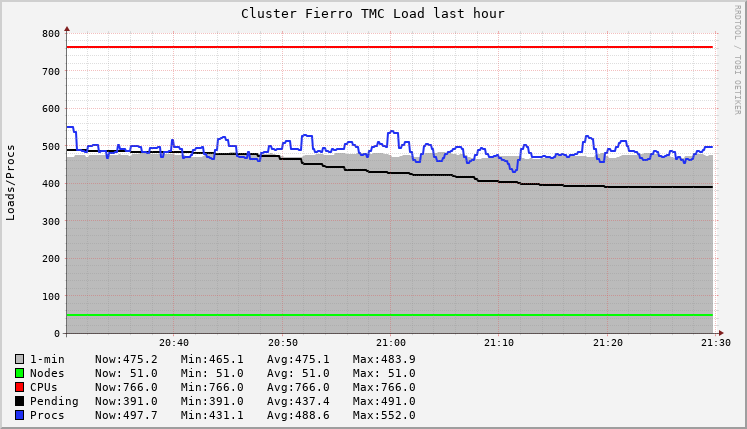 Cluster Fierro TMC Load last hour
RRDTOOL / TOBI OETIKER
Loads/Procs
800
700
600
500
400
300
200
100
0
20:40 20:50 21:00 21:10 21:20 21:30
1-min Now:475.2 Min:465.1 Avg:475.1 Max:483.9
Nodes Now: 51.0 Min: 51.0 Avg: 51.0 Max: 51.0
CPUs Now:766.0 Min:766.0 Avg:766.0 Max:766.0
Pending Now:391.0 Min:391.0 Avg:437.4 Max:491.0
Procs Now:497.7 Min:431.1 Avg:488.6 Max:552.0